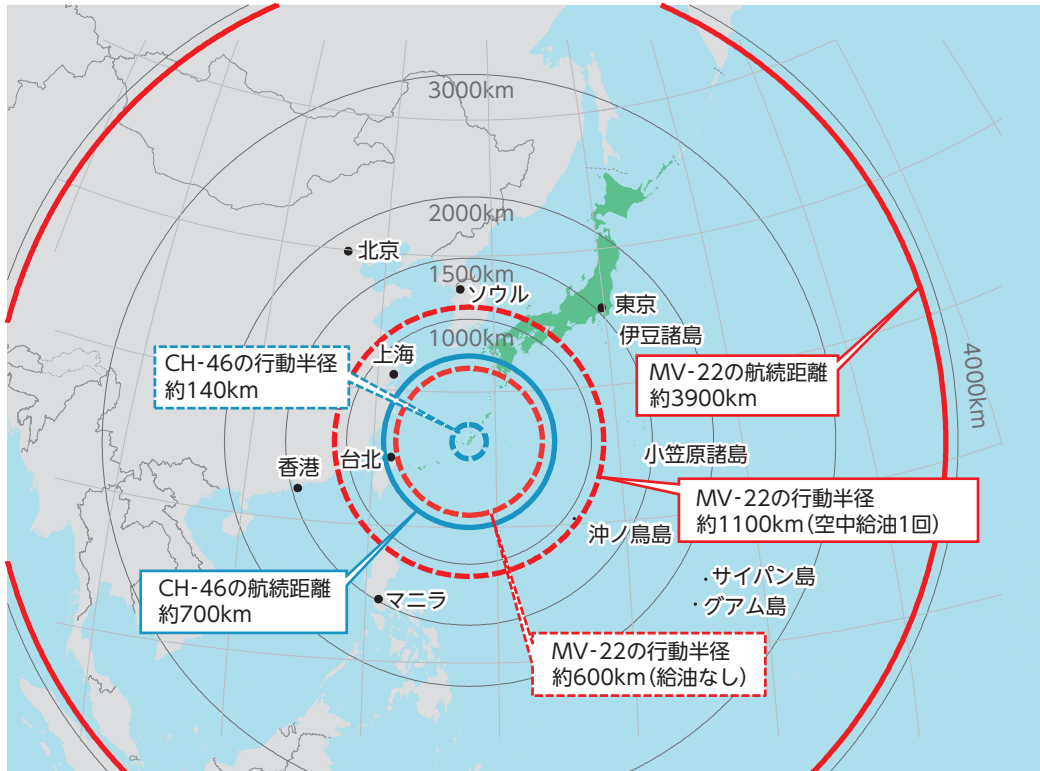 3000km
2000km
北京
1500km
ソウル
東京
1000km
伊豆諸島
上海
CH-46の行動半径
約140km
MV-22の航続距離
約3900km
4000km
台北
香港
小笠原諸島
MV-22の行動半径
約1100km(空中給油1回)
沖ノ鳥島
CH-46の航続距離
約700km
マニラ
サイパン島
グアム島
MV-22の行動半径
約600km(給油なし)